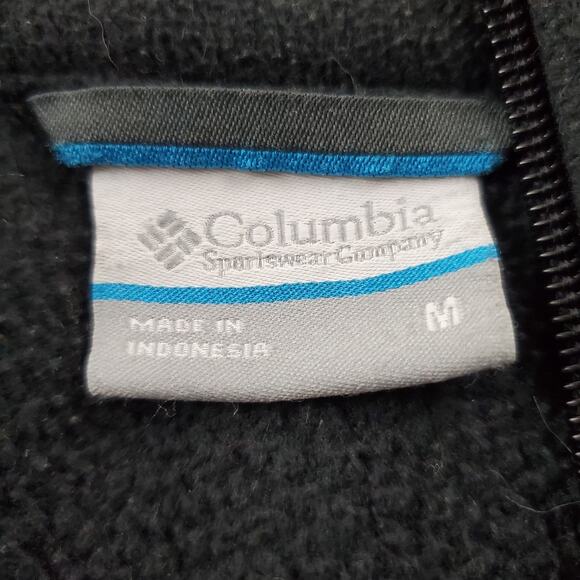 Columbia
Sportswear Company
MADE IN
INDONESIA
M